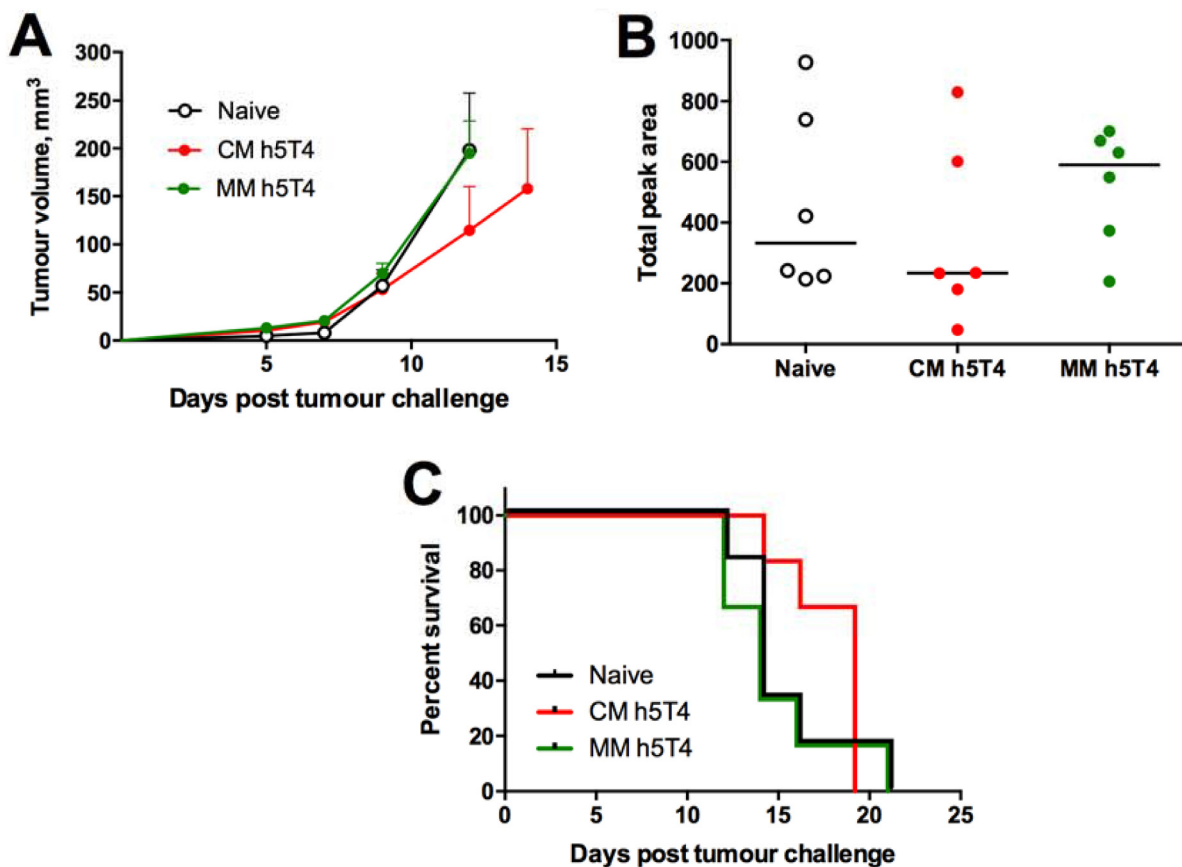 A
Tumour volume, mm³
300
250
200
150
100
50
0
5
10
15
Naive
CM h5T4
MM h5T4
Days post tumour challenge
B
Total peak area
1000
800
600
400
200
0
Naive
CM h5T4
MM h5T4
C
Percent survival
100
80
60
40
20
0
0
5
10
15
20
25
Naive
CM h5T4
MM h5T4
Days post tumour challenge